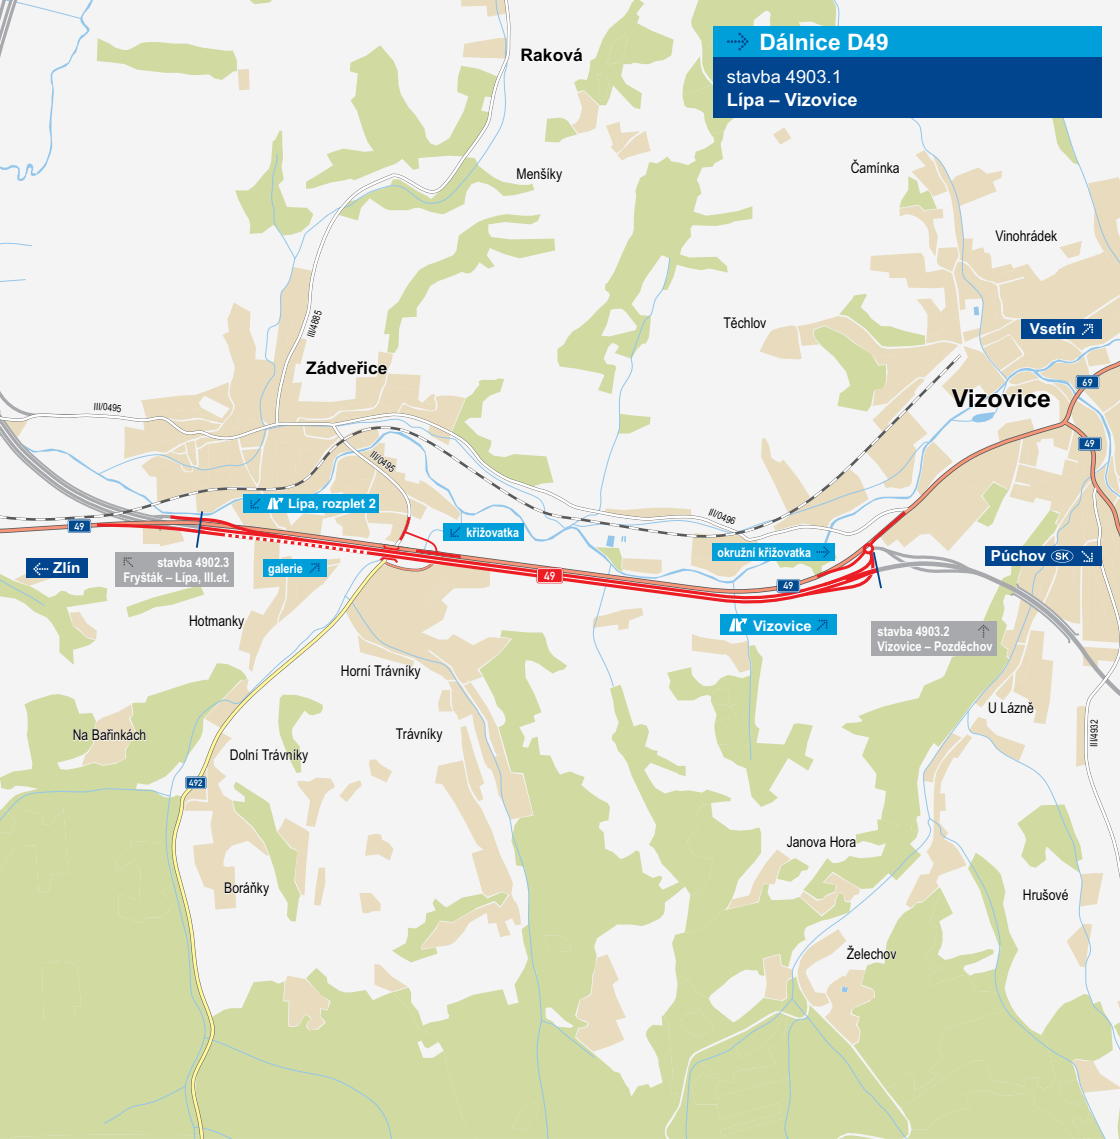 Dálnice D49
stavba 4903.1
Lípa – Vizovice
Raková
Menšíky
Čamínka
Vinohrádek
Těchlov
Vsetín
III/4885
Zádveřice
69
Vizovice
III/0495
49
III/0495
Lípa, rozplet 2
III/0496
49
křižovatka
okružní křižovatka
Púchov SK
Zlín
stavba 4902.3
Fryšták – Lípa, III.et.
galerie
49
49
Hotmanky
Vizovice
stavba 4903.2
Vizovice – Pozděchov
Horní Trávníky
U Lázně
Na Bařinkách
Trávníky
III/4932
Dolní Trávníky
492
Janova Hora
Boráňky
Hrušové
Želechov